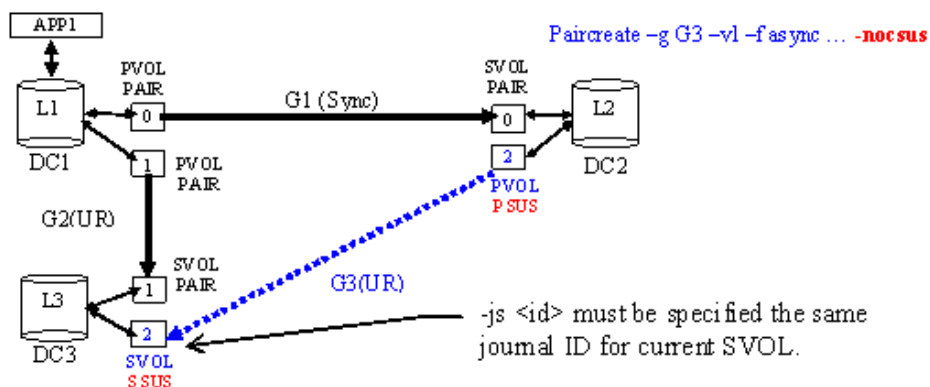 APP1
Paircreate –g G3 –vl –f async … -nocsus
PVOL
PAIR
SVOL
PAIR
L1
0
G1 (Sync)
0
L2
DC1
1
PVOL
PAIR
2
DC2
PVOL
PSUS
G2(UR)
SVOL
PAIR
L3
1
G3(UR)
2
-js <id> must be specified the same
journal ID for current SVOL.
DC3
SVOL
SSUS